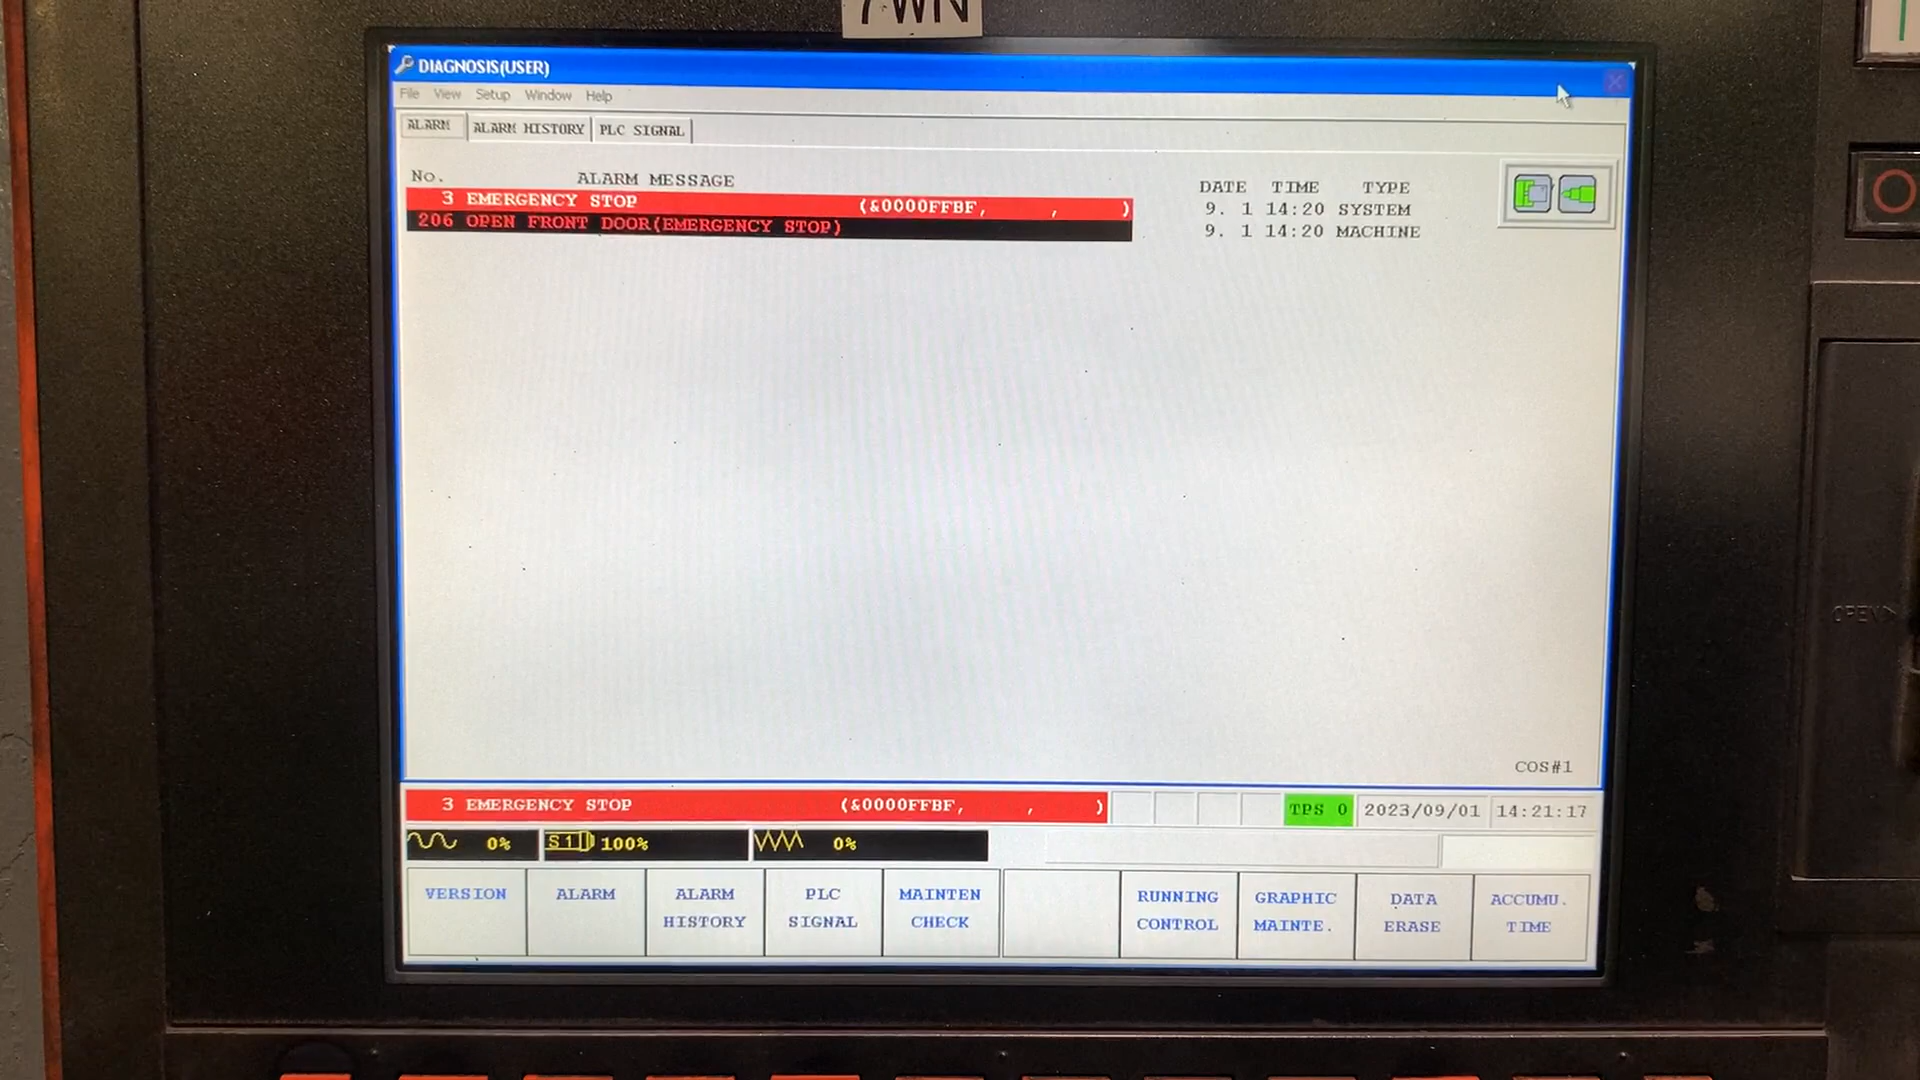 7WN
DIAGNOSIS(USER)
File View Setup Window Help
ALARM ALARM HISTORY PLC SIGNAL
No. ALARM MESSAGE DATE TIME TYPE
3 EMERGENCY STOP (&0000FFBF, , ) 9. 1 14:20 SYSTEM
206 OPEN FRONT DOOR(EMERGENCY STOP) 9. 1 14:20 MACHINE
OPEN>
COS#1
3 EMERGENCY STOP (&0000FFBF, , ) TPS 0 2023/09/01 14:21:17
0% S1 100% 0%
VERSION
ALARM
ALARM
HISTORY
PLC
SIGNAL
MAINTEN
CHECK
RUNNING
CONTROL
GRAPHIC
MAINTE.
DATA
ERASE
ACCUMU.
TIME